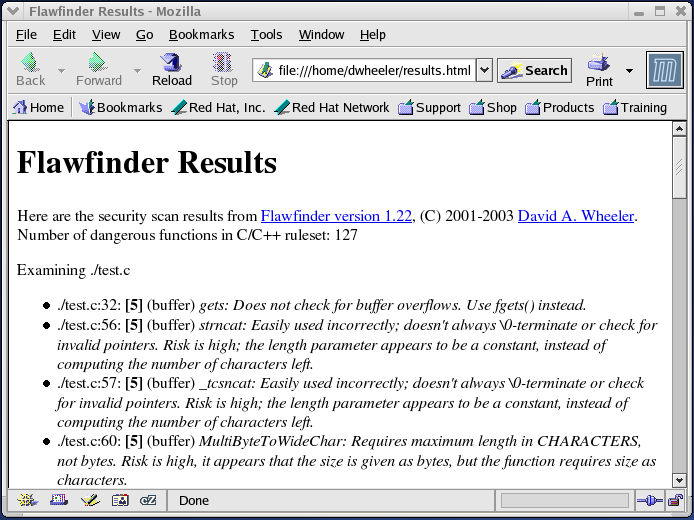 Flawfinder Results - Mozilla
File Edit View Go Bookmarks Tools Window Help
Back Forward Reload Stop file:///home/dwheeler/results.html Search Print
Home Bookmarks Red Hat, Inc. Red Hat Network Support Shop Products Training
Flawfinder Results
Here are the security scan results from Flawfinder version 1.22, (C) 2001-2003 David A. Wheeler.
Number of dangerous functions in C/C++ ruleset: 127
Examining ./test.c
./test.c:32: [5] (buffer) gets: Does not check for buffer overflows. Use fgets() instead.
./test.c:56: [5] (buffer) strncat: Easily used incorrectly; doesn't always \0-terminate or check for
invalid pointers. Risk is high; the length parameter appears to be a constant, instead of
computing the number of characters left.
./test.c:57: [5] (buffer) _tcsncat: Easily used incorrectly; doesn't always \0-terminate or check
for invalid pointers. Risk is high; the length parameter appears to be a constant, instead of
computing the number of characters left.
./test.c:60: [5] (buffer) MultiByteToWideChar: Requires maximum length in CHARACTERS,
not bytes. Risk is high, it appears that the size is given as bytes, but the function requires size as
characters.
cZ Done